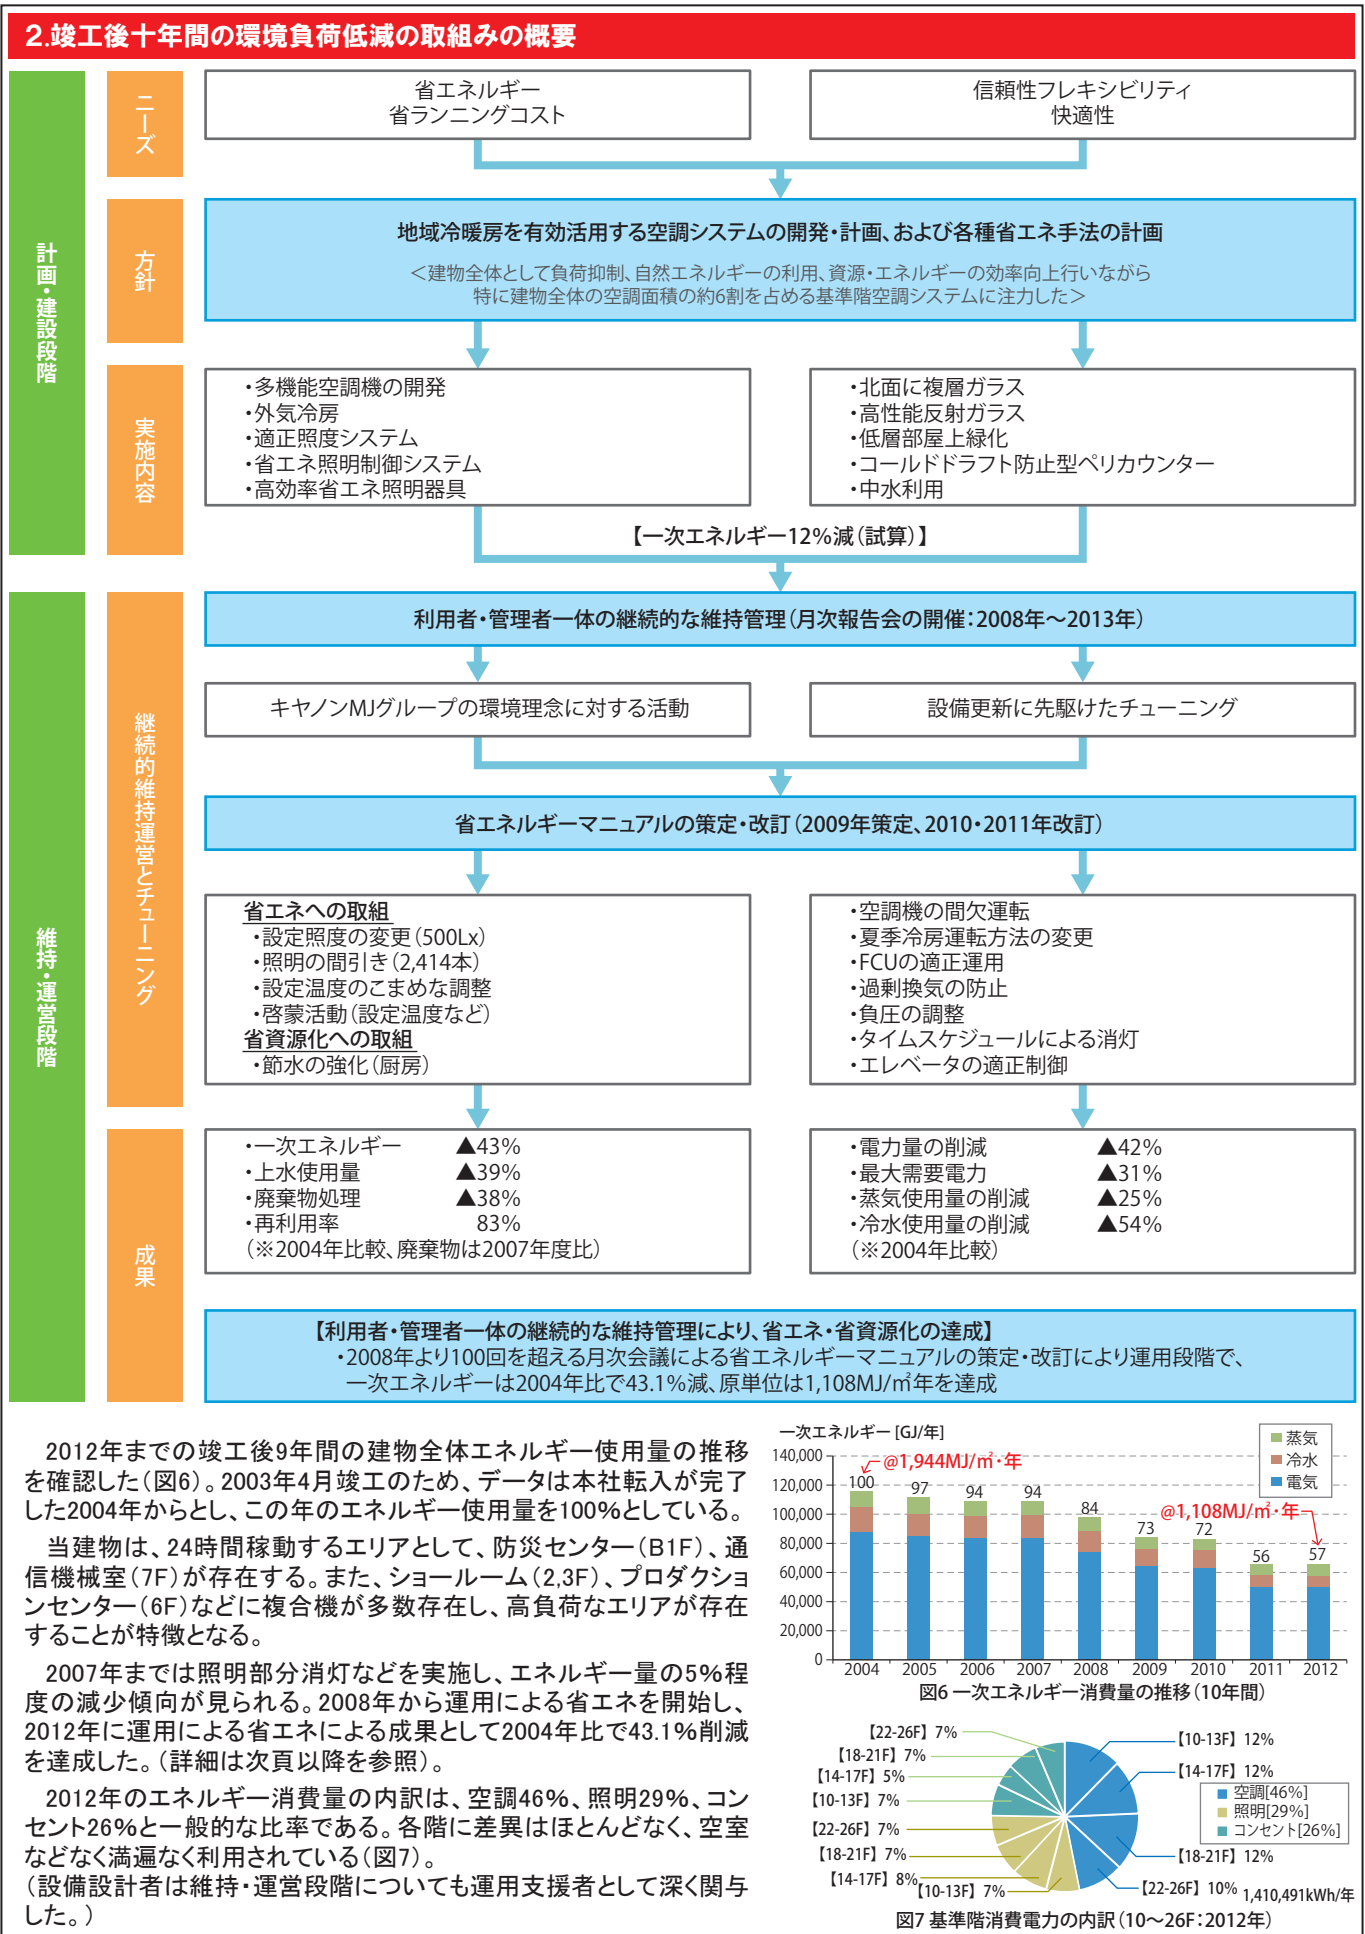 2.竣工後十年間の環境負荷低減の取組みの概要
計画・建設段階
ニーズ
省エネルギー
省ランニングコスト
信頼性フレキシビリティ
快適性
方針
地域冷暖房を有効活用する空調システムの開発・計画、および各種省エネ手法の計画
＜建物全体として負荷抑制、自然エネルギーの利用、資源・エネルギーの効率向上行いながら
特に建物全体の空調面積の約6割を占める基準階空調システムに注力した＞
実施内容
・多機能空調機の開発
・外気冷房
・適正照度システム
・省エネ照明制御システム
・高効率省エネ照明器具
・北面に複層ガラス
・高性能反射ガラス
・低層部屋上緑化
・コールドドラフト防止型ペリカウンター
・中水利用
【一次エネルギー12%減（試算）】
維持・運営段階
継続的維持運営とチューニング
利用者・管理者一体の継続的な維持管理（月次報告会の開催：2008年～2013年）
キヤノンMJグループの環境理念に対する活動
設備更新に先駆けたチューニング
省エネルギーマニュアルの策定・改訂（2009年策定、2010・2011年改訂）
省エネへの取組
・設定照度の変更（500Lx）
・照明の間引き（2,414本）
・設定温度のこまめな調整
・啓蒙活動（設定温度など）
省資源化への取組
・節水の強化（厨房）
・空調機の間欠運転
・夏季冷房運転方法の変更
・FCUの適正運用
・過剰換気の防止
・負圧の調整
・タイムスケジュールによる消灯
・エレベータの適正制御
成果
・一次エネルギー ▲43%
・上水使用量 ▲39%
・廃棄物処理 ▲38%
・再利用率 83%
（※2004年比較、廃棄物は2007年度比）
・電力量の削減 ▲42%
・最大需要電力 ▲31%
・蒸気使用量の削減 ▲25%
・冷水使用量の削減 ▲54%
（※2004年比較）
【利用者・管理者一体の継続的な維持管理により、省エネ・省資源化の達成】
・2008年より100回を超える月次会議による省エネルギーマニュアルの策定・改訂により運用段階で、
一次エネルギーは2004年比で43.1%減、原単位は1,108MJ/㎡年を達成
2012年までの竣工後9年間の建物全体エネルギー使用量の推移
を確認した（図6）。2003年4月竣工のため、データは本社転入が完了
した2004年からとし、この年のエネルギー使用量を100%としている。
当建物は、24時間稼動するエリアとして、防災センター（B1F）、通
信機械室（7F）が存在する。また、ショールーム（2,3F）、プロダクショ
ンセンター（6F）などに複合機が多数存在し、高負荷なエリアが存在
することが特徴となる。
2007年までは照明部分消灯などを実施し、エネルギー量の5%程
度の減少傾向が見られる。2008年から運用による省エネを開始し、
2012年に運用による省エネによる成果として2004年比で43.1%削減
を達成した。（詳細は次頁以降を参照）。
2012年のエネルギー消費量の内訳は、空調46%、照明29%、コン
セント26%と一般的な比率である。各階に差異はほとんどなく、空室
などなく満遍なく利用されている（図7）。
（設備設計者は維持・運営段階についても運用支援者として深く関与
した。）
一次エネルギー [GJ/年]
蒸気
冷水
電気
140,000
120,000
100,000
80,000
60,000
40,000
20,000
0
@1,944MJ/㎡・年
@1,108MJ/㎡・年
100 97 94 94 84 73 72 56 57
2004 2005 2006 2007 2008 2009 2010 2011 2012
図6 一次エネルギー消費量の推移（10年間）
【22-26F】 7%
【18-21F】 7%
【14-17F】 5%
【10-13F】 7%
【22-26F】 7%
【18-21F】 7%
【14-17F】 8%
【10-13F】 7%
【10-13F】 12%
【14-17F】 12%
空調[46%]
照明[29%]
コンセント[26%]
【18-21F】 12%
【22-26F】 10%
1,410,491kWh/年
図7 基準階消費電力の内訳（10～26F：2012年）